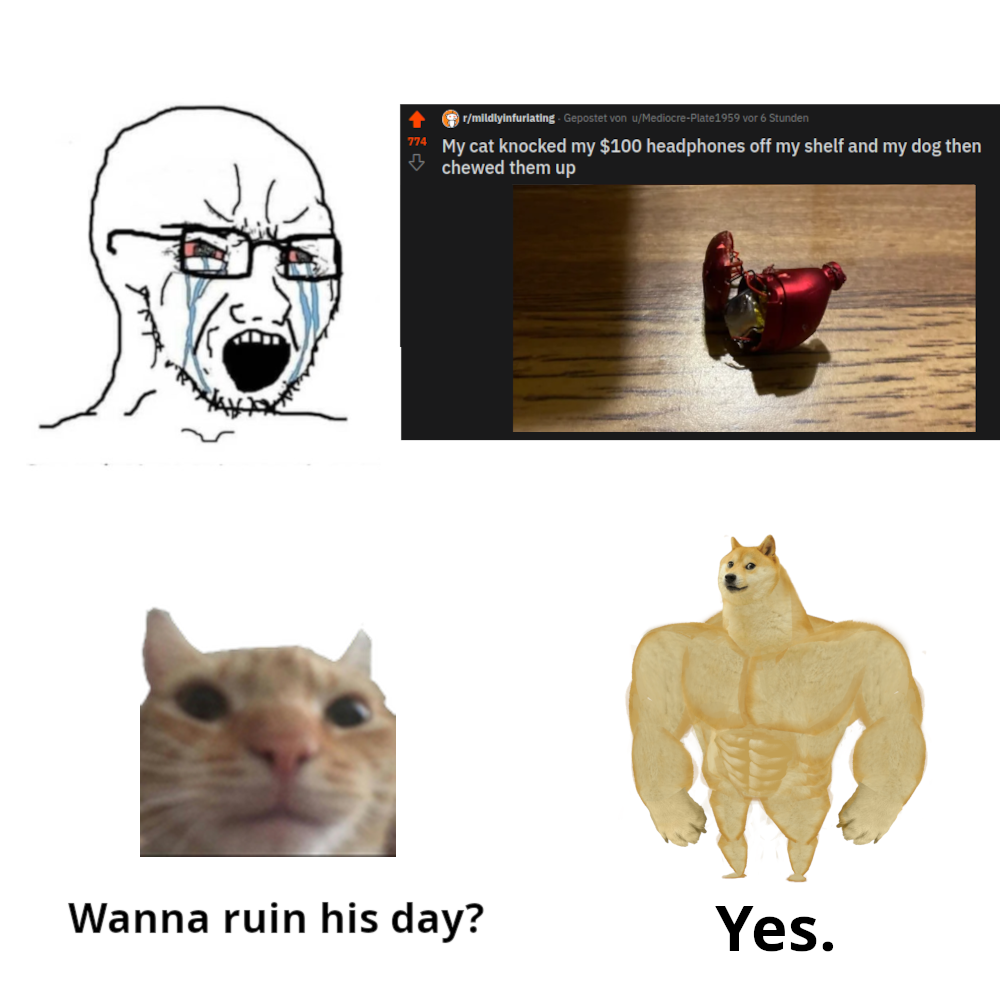 r/mildlyinfuriating · Gepostet von u/Mediocre-Plate1959 vor 6 Stunden
774
My cat knocked my $100 headphones off my shelf and my dog then
chewed them up
Wanna ruin his day?
Yes.